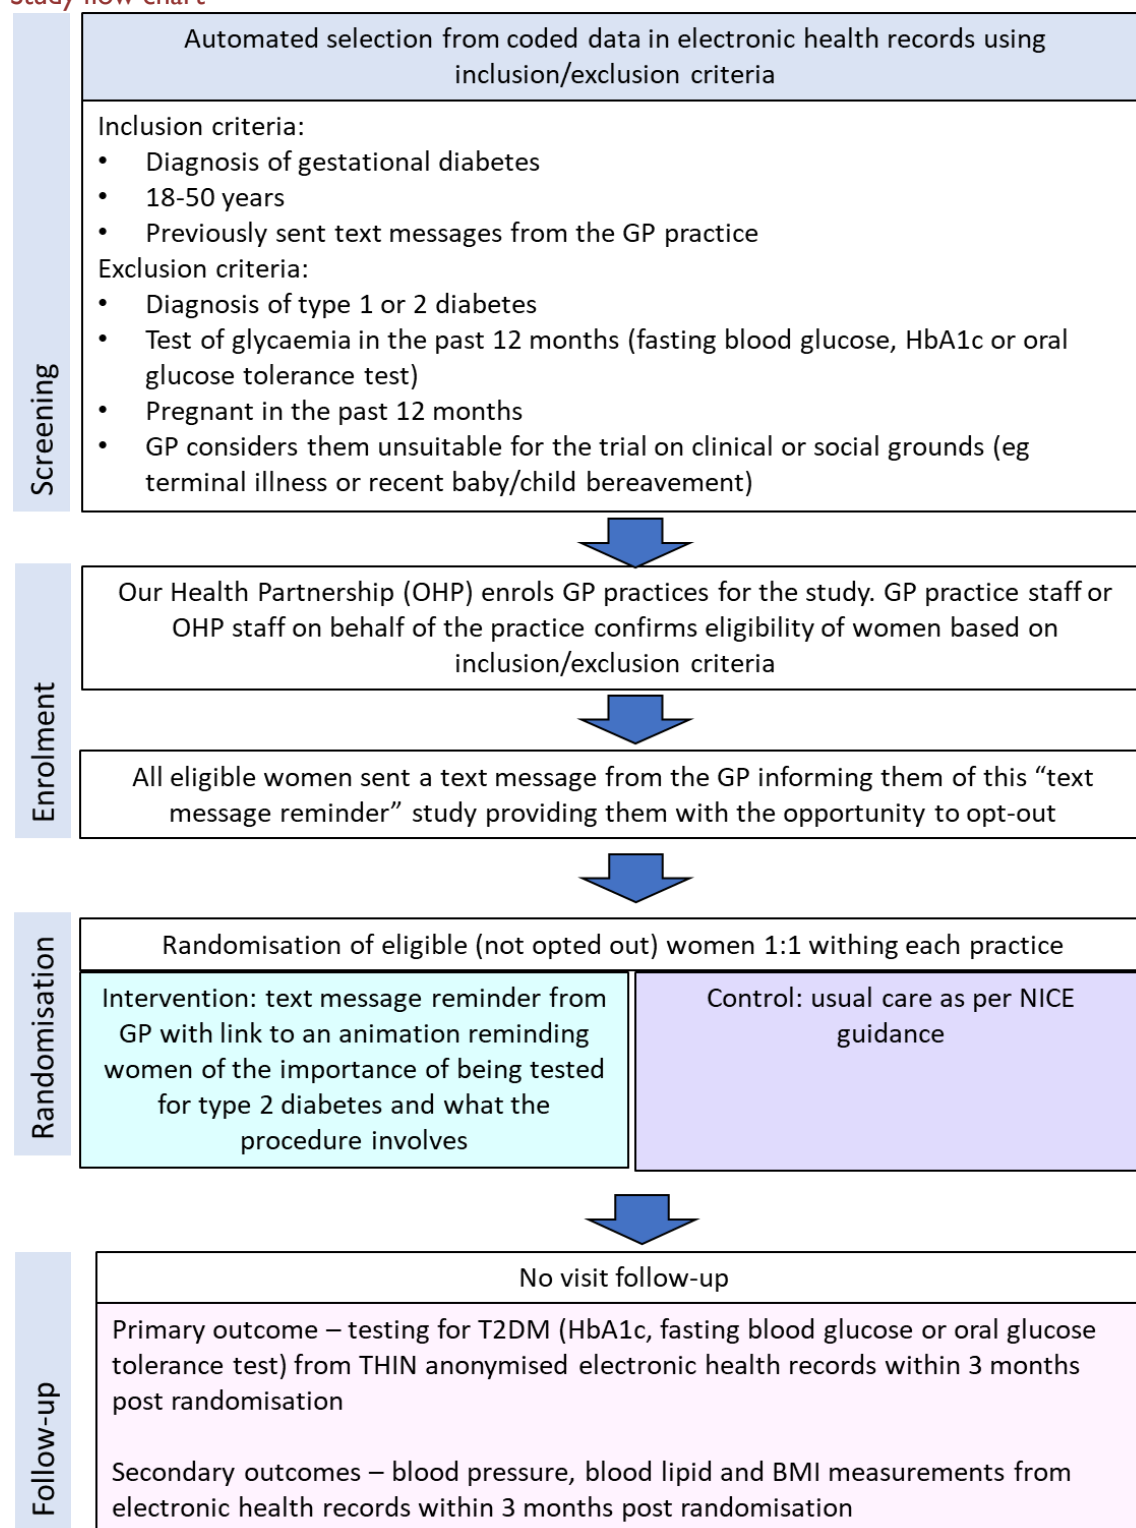 Study flow chart
Automated selection from coded data in electronic health records using
inclusion/exclusion criteria
Screening
Inclusion criteria:
• Diagnosis of gestational diabetes
• 18-50 years
• Previously sent text messages from the GP practice
Exclusion criteria:
• Diagnosis of type 1 or 2 diabetes
• Test of glycaemia in the past 12 months (fasting blood glucose, HbA1c or oral
glucose tolerance test)
• Pregnant in the past 12 months
• GP considers them unsuitable for the trial on clinical or social grounds (eg
terminal illness or recent baby/child bereavement)
Enrolment
Our Health Partnership (OHP) enrols GP practices for the study. GP practice staff or
OHP staff on behalf of the practice confirms eligibility of women based on
inclusion/exclusion criteria
All eligible women sent a text message from the GP informing them of this “text
message reminder” study providing them with the opportunity to opt-out
Randomisation
Randomisation of eligible (not opted out) women 1:1 withing each practice
Intervention: text message reminder from
GP with link to an animation reminding
women of the importance of being tested
for type 2 diabetes and what the
procedure involves
Control: usual care as per NICE
guidance
Follow-up
No visit follow-up
Primary outcome – testing for T2DM (HbA1c, fasting blood glucose or oral glucose
tolerance test) from THIN anonymised electronic health records within 3 months
post randomisation
Secondary outcomes – blood pressure, blood lipid and BMI measurements from
electronic health records within 3 months post randomisation